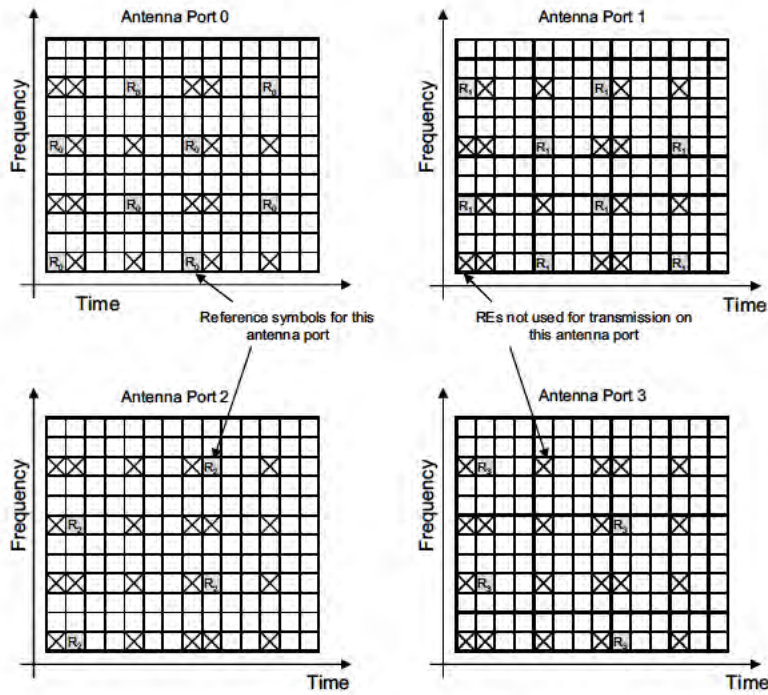 Antenna Port 0
Antenna Port 1
Frequency
Frequency
R₀ R₀
R₁ R₁
R₀ R₀
R₁ R₁
R₀ R₀
R₁ R₁
R₀ R₀
R₁ R₁
Time
Time
Reference symbols for this
antenna port
REs not used for transmission on
this antenna port
Antenna Port 2
Antenna Port 3
Frequency
Frequency
R₂
R₃
R₂
R₃
R₂
R₃
R₂
R₃
Time
Time